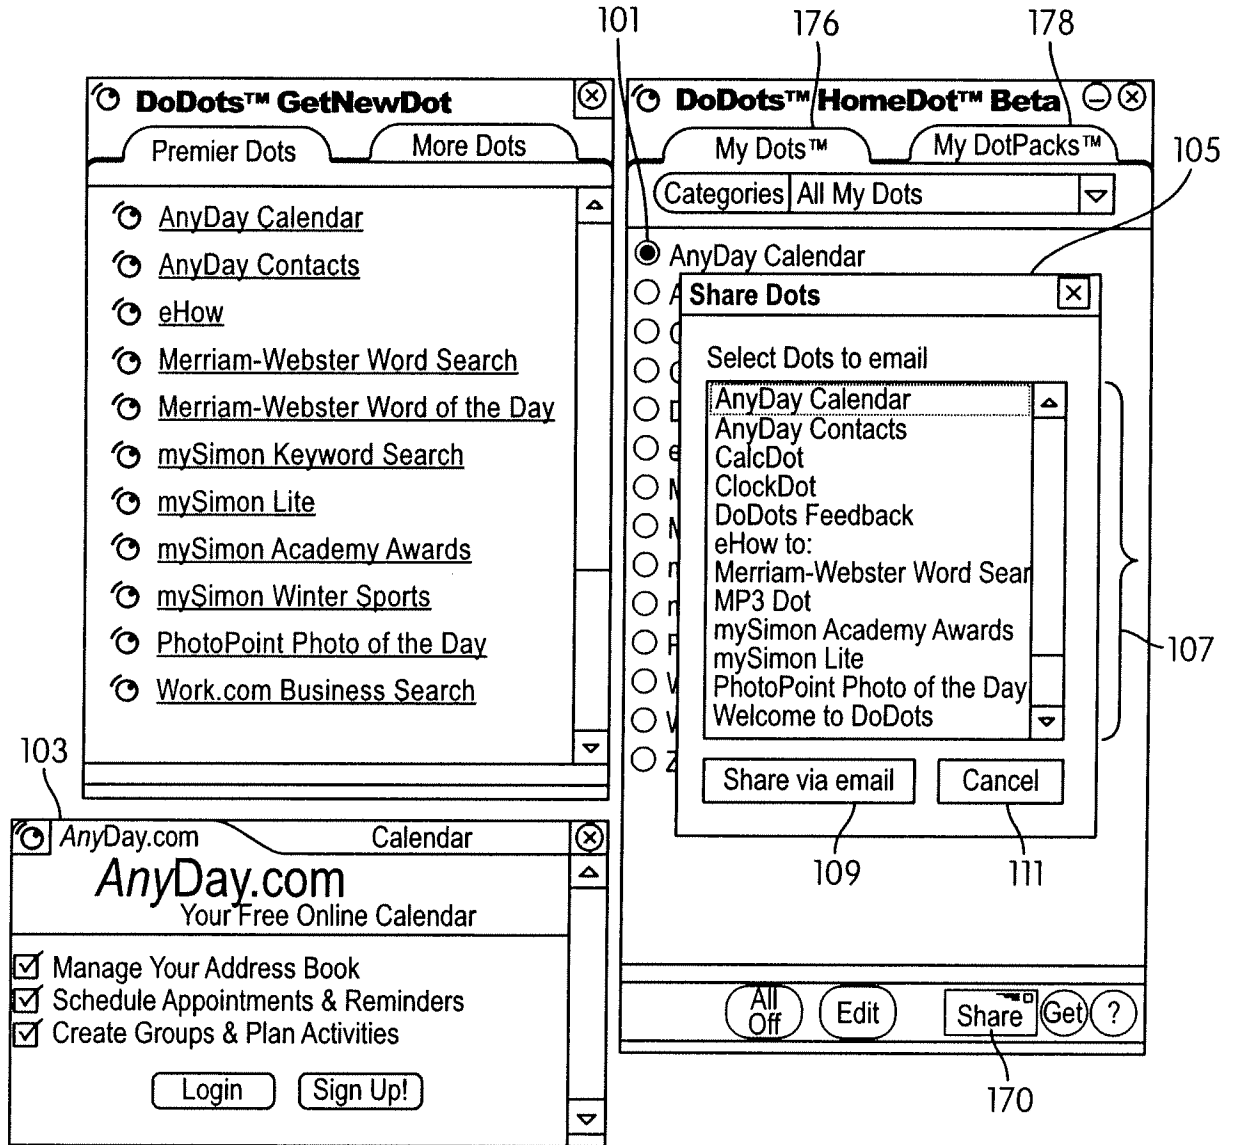 101
176
178
DoDots™ GetNewDot
Premier Dots
More Dots
AnyDay Calendar
AnyDay Contacts
eHow
Merriam-Webster Word Search
Merriam-Webster Word of the Day
mySimon Keyword Search
mySimon Lite
mySimon Academy Awards
mySimon Winter Sports
PhotoPoint Photo of the Day
Work.com Business Search
DoDots™ HomeDot™ Beta
My Dots™
My DotPacks™
105
Categories All My Dots
AnyDay Calendar
Share Dots
Select Dots to email
AnyDay Calendar
AnyDay Contacts
CalcDot
ClockDot
DoDots Feedback
eHow to:
Merriam-Webster Word Sear
MP3 Dot
mySimon Academy Awards
mySimon Lite
PhotoPoint Photo of the Day
Welcome to DoDots
107
Share via email
Cancel
109
111
All
Off
Edit
Share
Get
?
170
103
AnyDay.com
Calendar
AnyDay.com
Your Free Online Calendar
Manage Your Address Book
Schedule Appointments & Reminders
Create Groups & Plan Activities
Login
Sign Up!